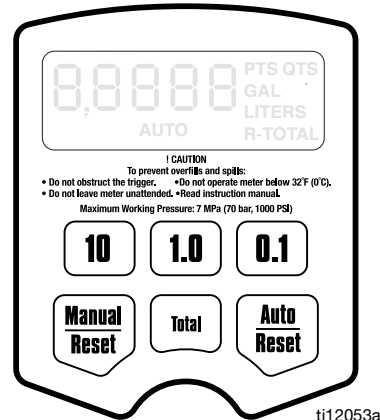 8,8888 PTS QTS
GAL
LITERS
AUTO R-TOTAL
! CAUTION
To prevent overfills and spills:
• Do not obstruct the trigger. •Do not operate meter below 32°F (0°C).
• Do not leave meter unattended. •Read instruction manual.
Maximum Working Pressure: 7 MPa (70 bar, 1000 PSI)
10 1.0 0.1
Manual Total Auto
Reset Reset
ti12053a